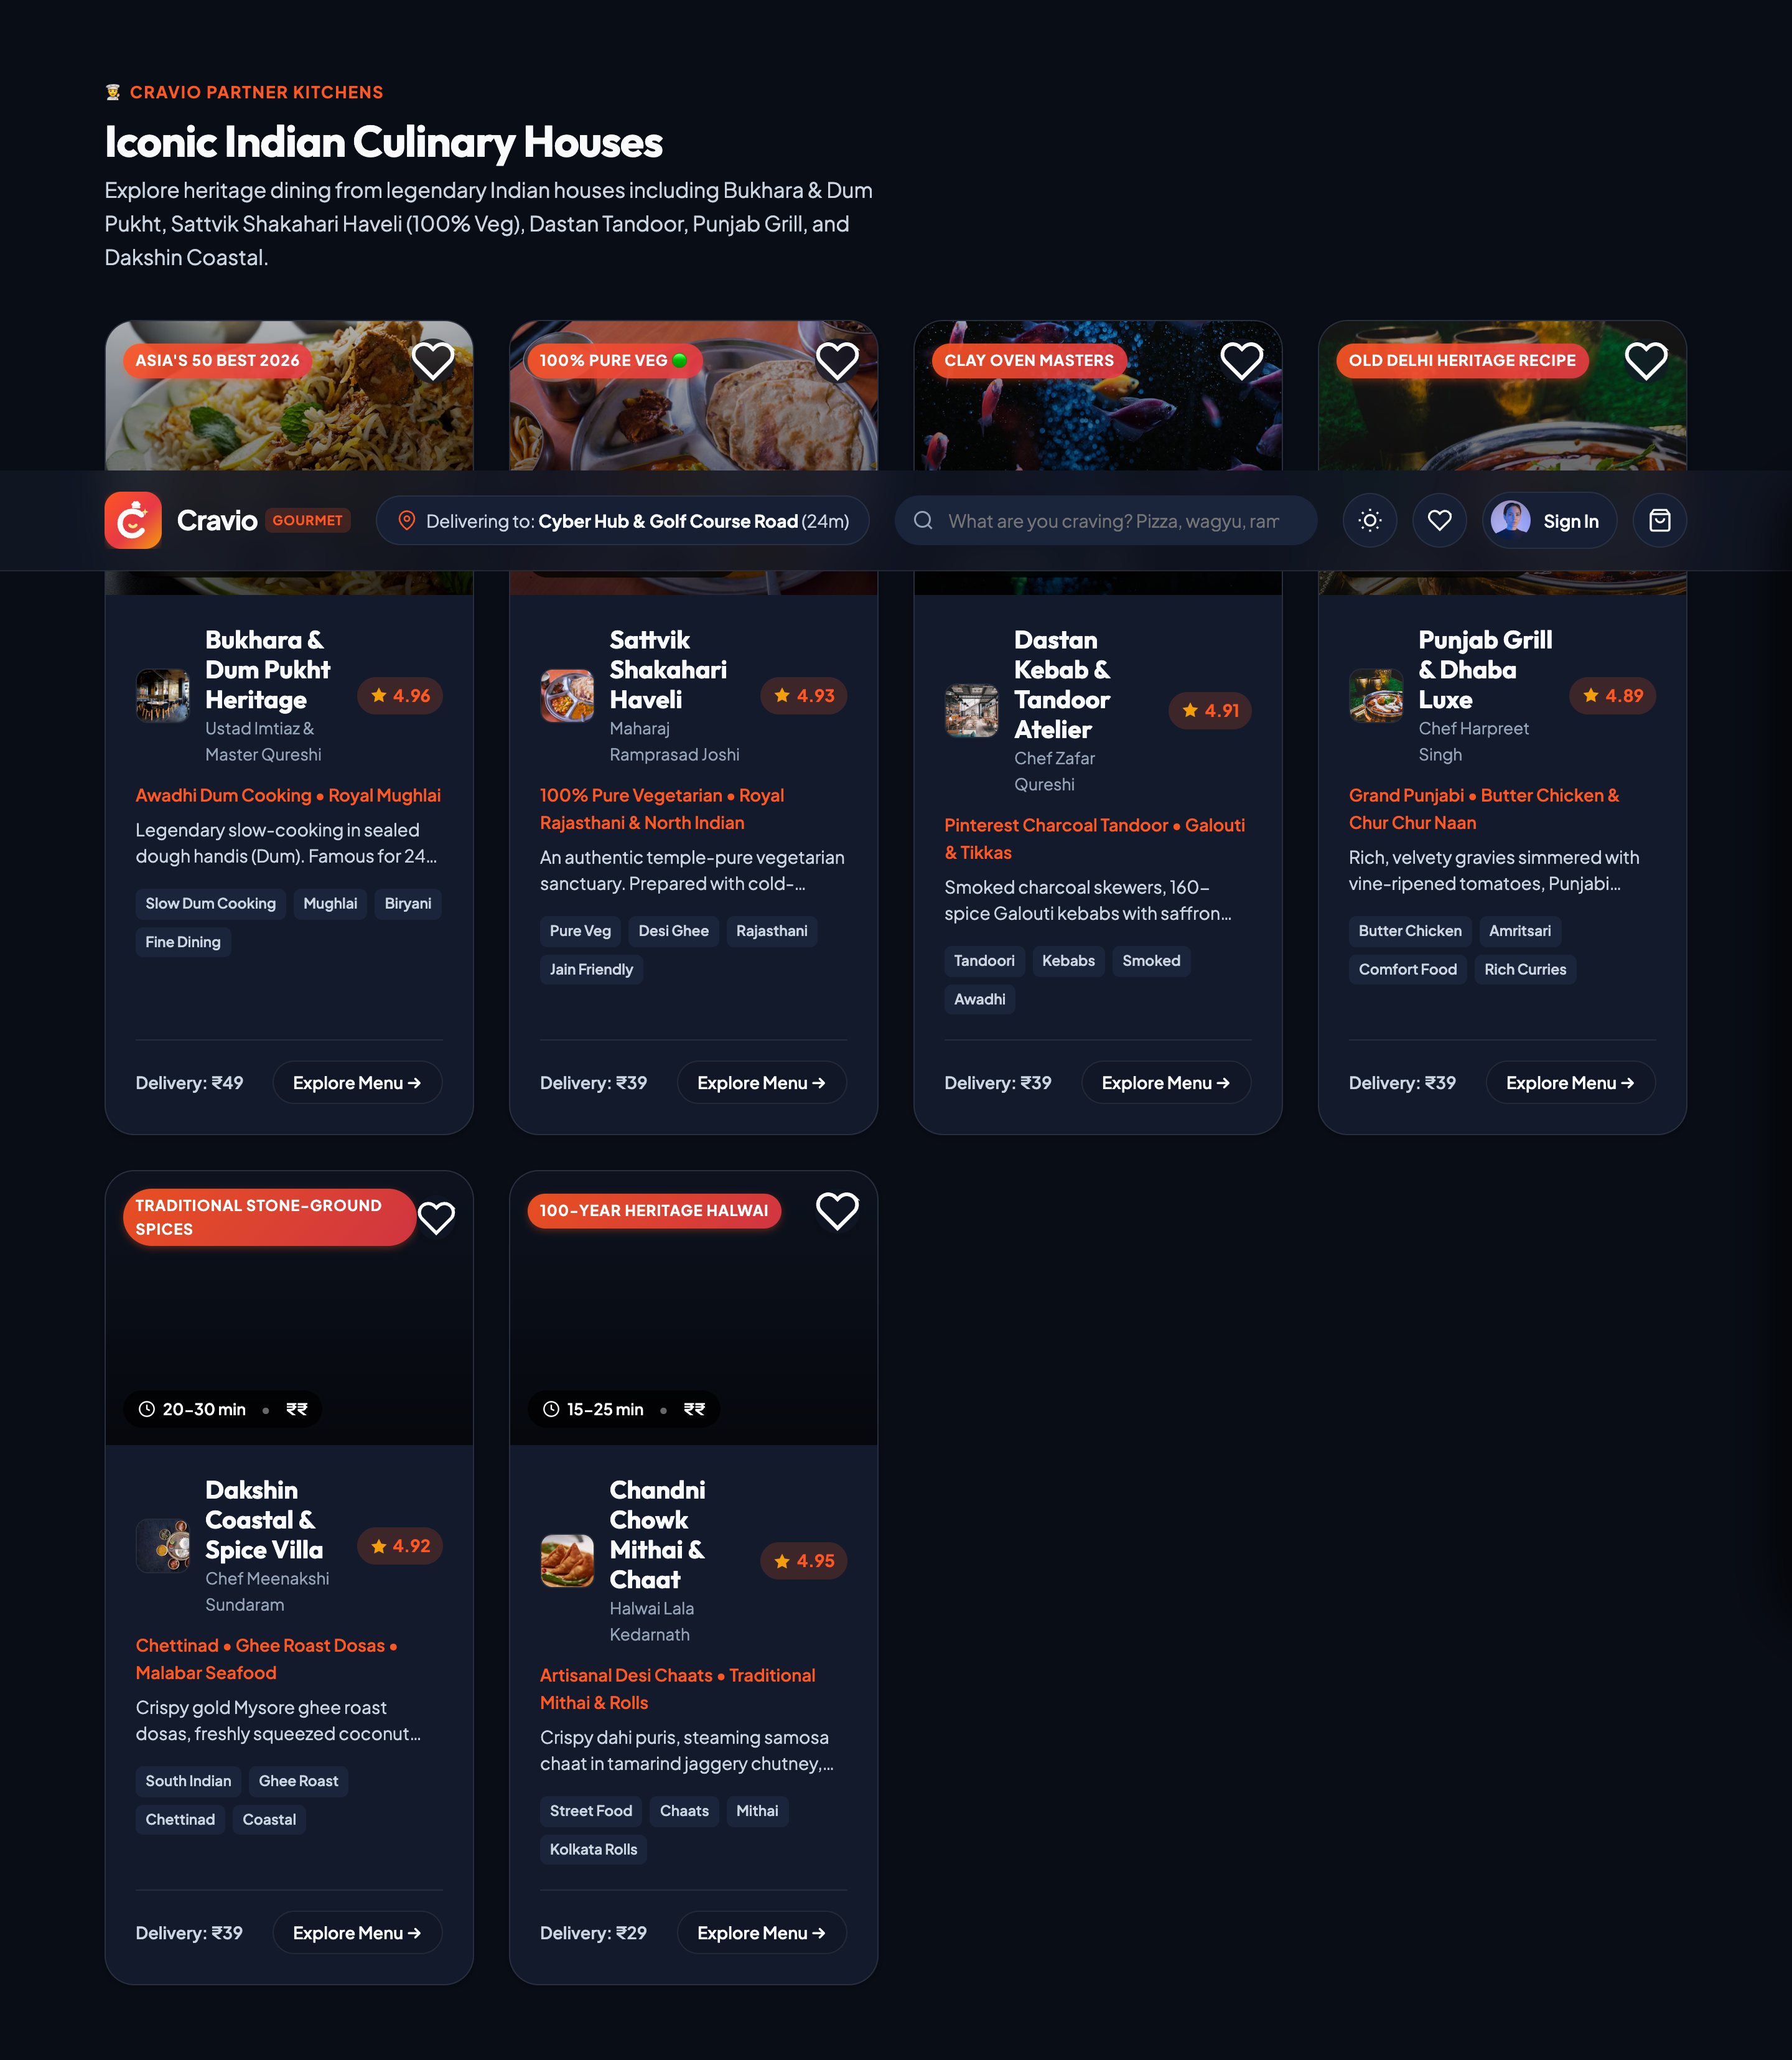 CRAVIO PARTNER KITCHENS
Iconic Indian Culinary Houses
Explore heritage dining from legendary Indian houses including Bukhara & Dum
Pukht, Sattvik Shakahari Haveli (100% Veg), Dastan Tandoor, Punjab Grill, and
Dakshin Coastal.
ASIA'S 50 BEST 2026
100% PURE VEG
CLAY OVEN MASTERS
OLD DELHI HERITAGE RECIPE
Cravio
GOURMET
Delivering to: Cyber Hub & Golf Course Road (24m)
What are you craving? Pizza, wagyu, ram
Sign In
Bukhara &
Dum Pukht
Heritage
Ustad Imtiaz &
Master Qureshi
4.96
Awadhi Dum Cooking • Royal Mughlai
Legendary slow-cooking in sealed
dough handis (Dum). Famous for 24...
Slow Dum Cooking
Mughlai
Biryani
Fine Dining
Delivery: ₹49
Explore Menu →
Sattvik
Shakahari
Haveli
Maharaj
Ramprasad Joshi
4.93
100% Pure Vegetarian • Royal
Rajasthani & North Indian
An authentic temple-pure vegetarian
sanctuary. Prepared with cold-...
Pure Veg
Desi Ghee
Rajasthani
Jain Friendly
Delivery: ₹39
Explore Menu →
Dastan
Kebab &
Tandoor
Atelier
Chef Zafar
Qureshi
4.91
Pinterest Charcoal Tandoor • Galouti
& Tikkas
Smoked charcoal skewers, 160-
spice Galouti kebabs with saffron...
Tandoori
Kebabs
Smoked
Awadhi
Delivery: ₹39
Explore Menu →
Punjab Grill
& Dhaba
Luxe
Chef Harpreet
Singh
4.89
Grand Punjabi • Butter Chicken &
Chur Chur Naan
Rich, velvety gravies simmered with
vine-ripened tomatoes, Punjabi...
Butter Chicken
Amritsari
Comfort Food
Rich Curries
Delivery: ₹39
Explore Menu →
TRADITIONAL STONE-GROUND
SPICES
20-30 min • ₹₹
Dakshin
Coastal &
Spice Villa
Chef Meenakshi
Sundaram
4.92
Chettinad • Ghee Roast Dosas •
Malabar Seafood
Crispy gold Mysore ghee roast
dosas, freshly squeezed coconut...
South Indian
Ghee Roast
Chettinad
Coastal
Delivery: ₹39
Explore Menu →
100-YEAR HERITAGE HALWAI
15-25 min • ₹₹
Chandni
Chowk
Mithai &
Chaat
Halwai Lala
Kedarnath
4.95
Artisanal Desi Chaats • Traditional
Mithai & Rolls
Crispy dahi puris, steaming samosa
chaat in tamarind jaggery chutney,...
Street Food
Chaats
Mithai
Kolkata Rolls
Delivery: ₹29
Explore Menu →